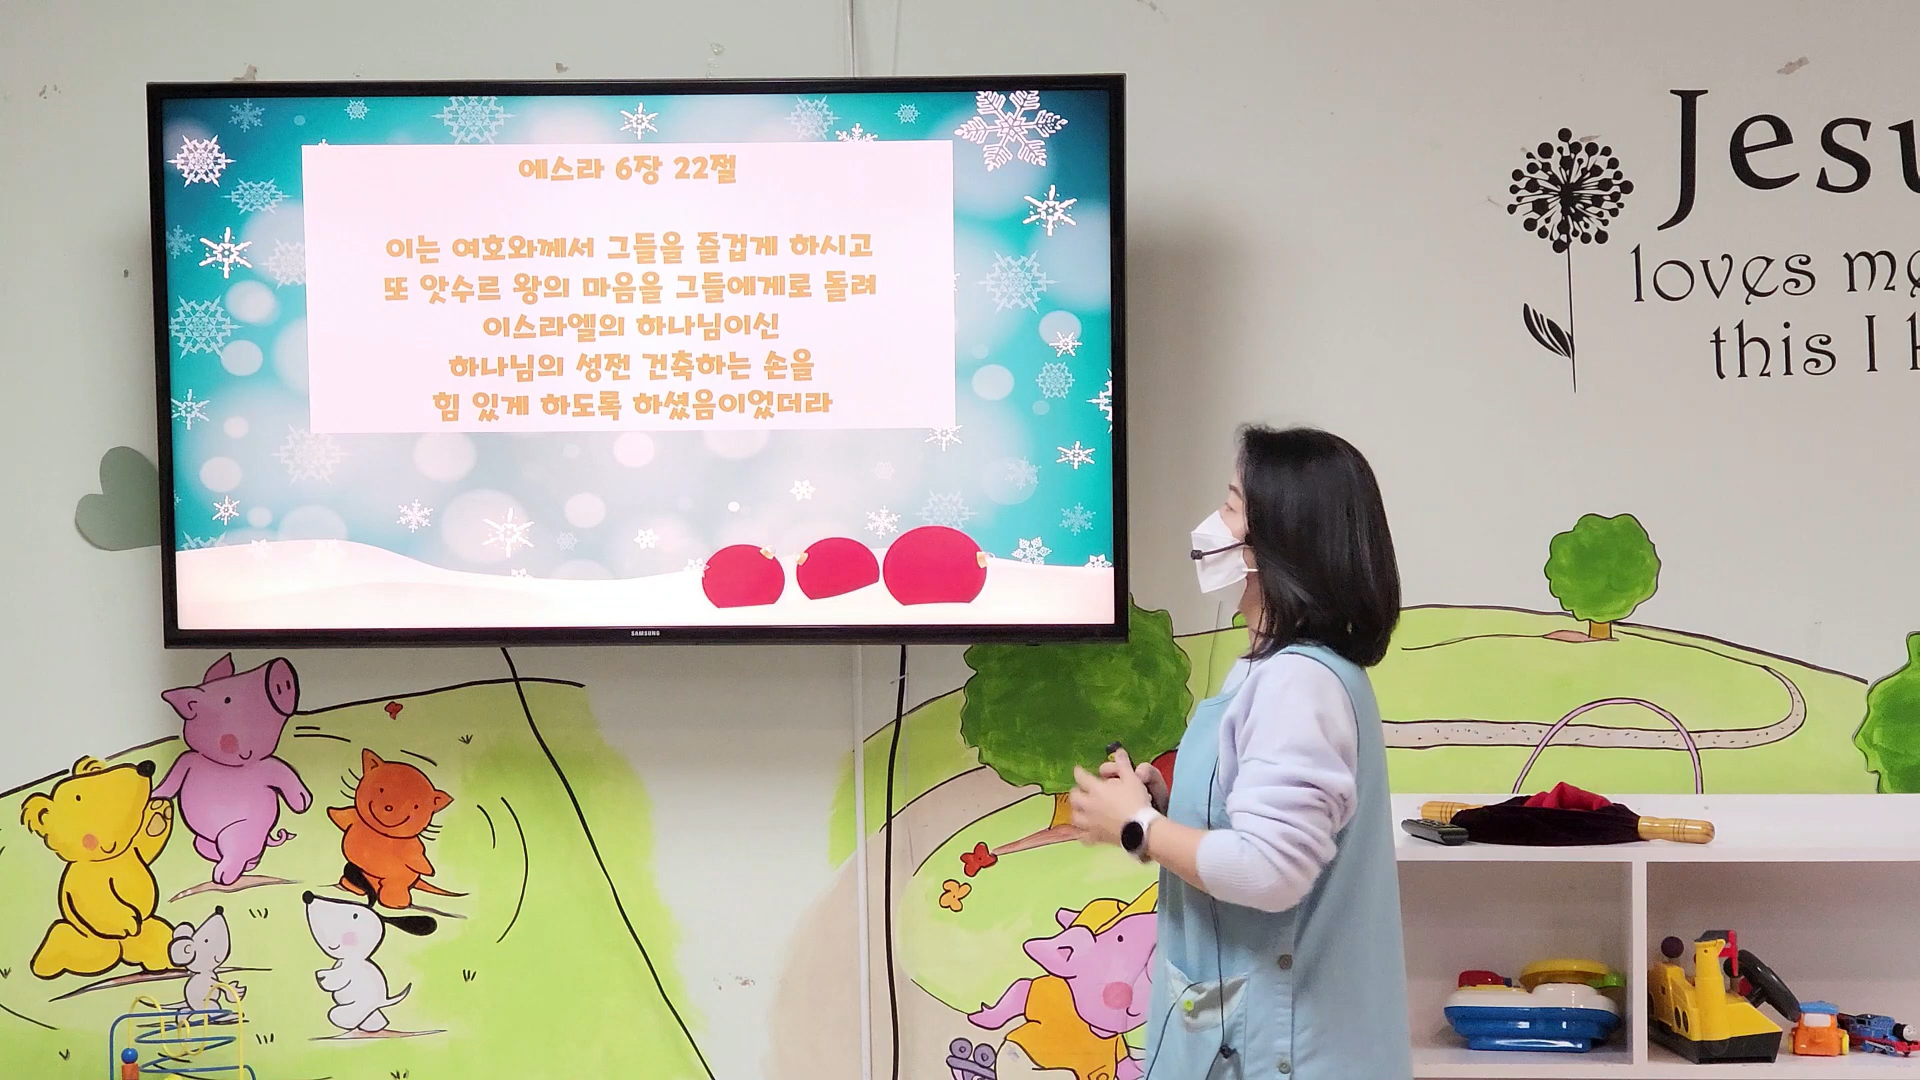 에스라 6장 22절
이는 여호와께서 그들을 즐겁게 하시고
또 앗수르 왕의 마음을 그들에게로 돌려
이스라엘의 하나님이신
하나님의 성쩐 건축하는 손을
힘 있게 하도록 하셨음이었더라
SAMSUNG
loves
this I